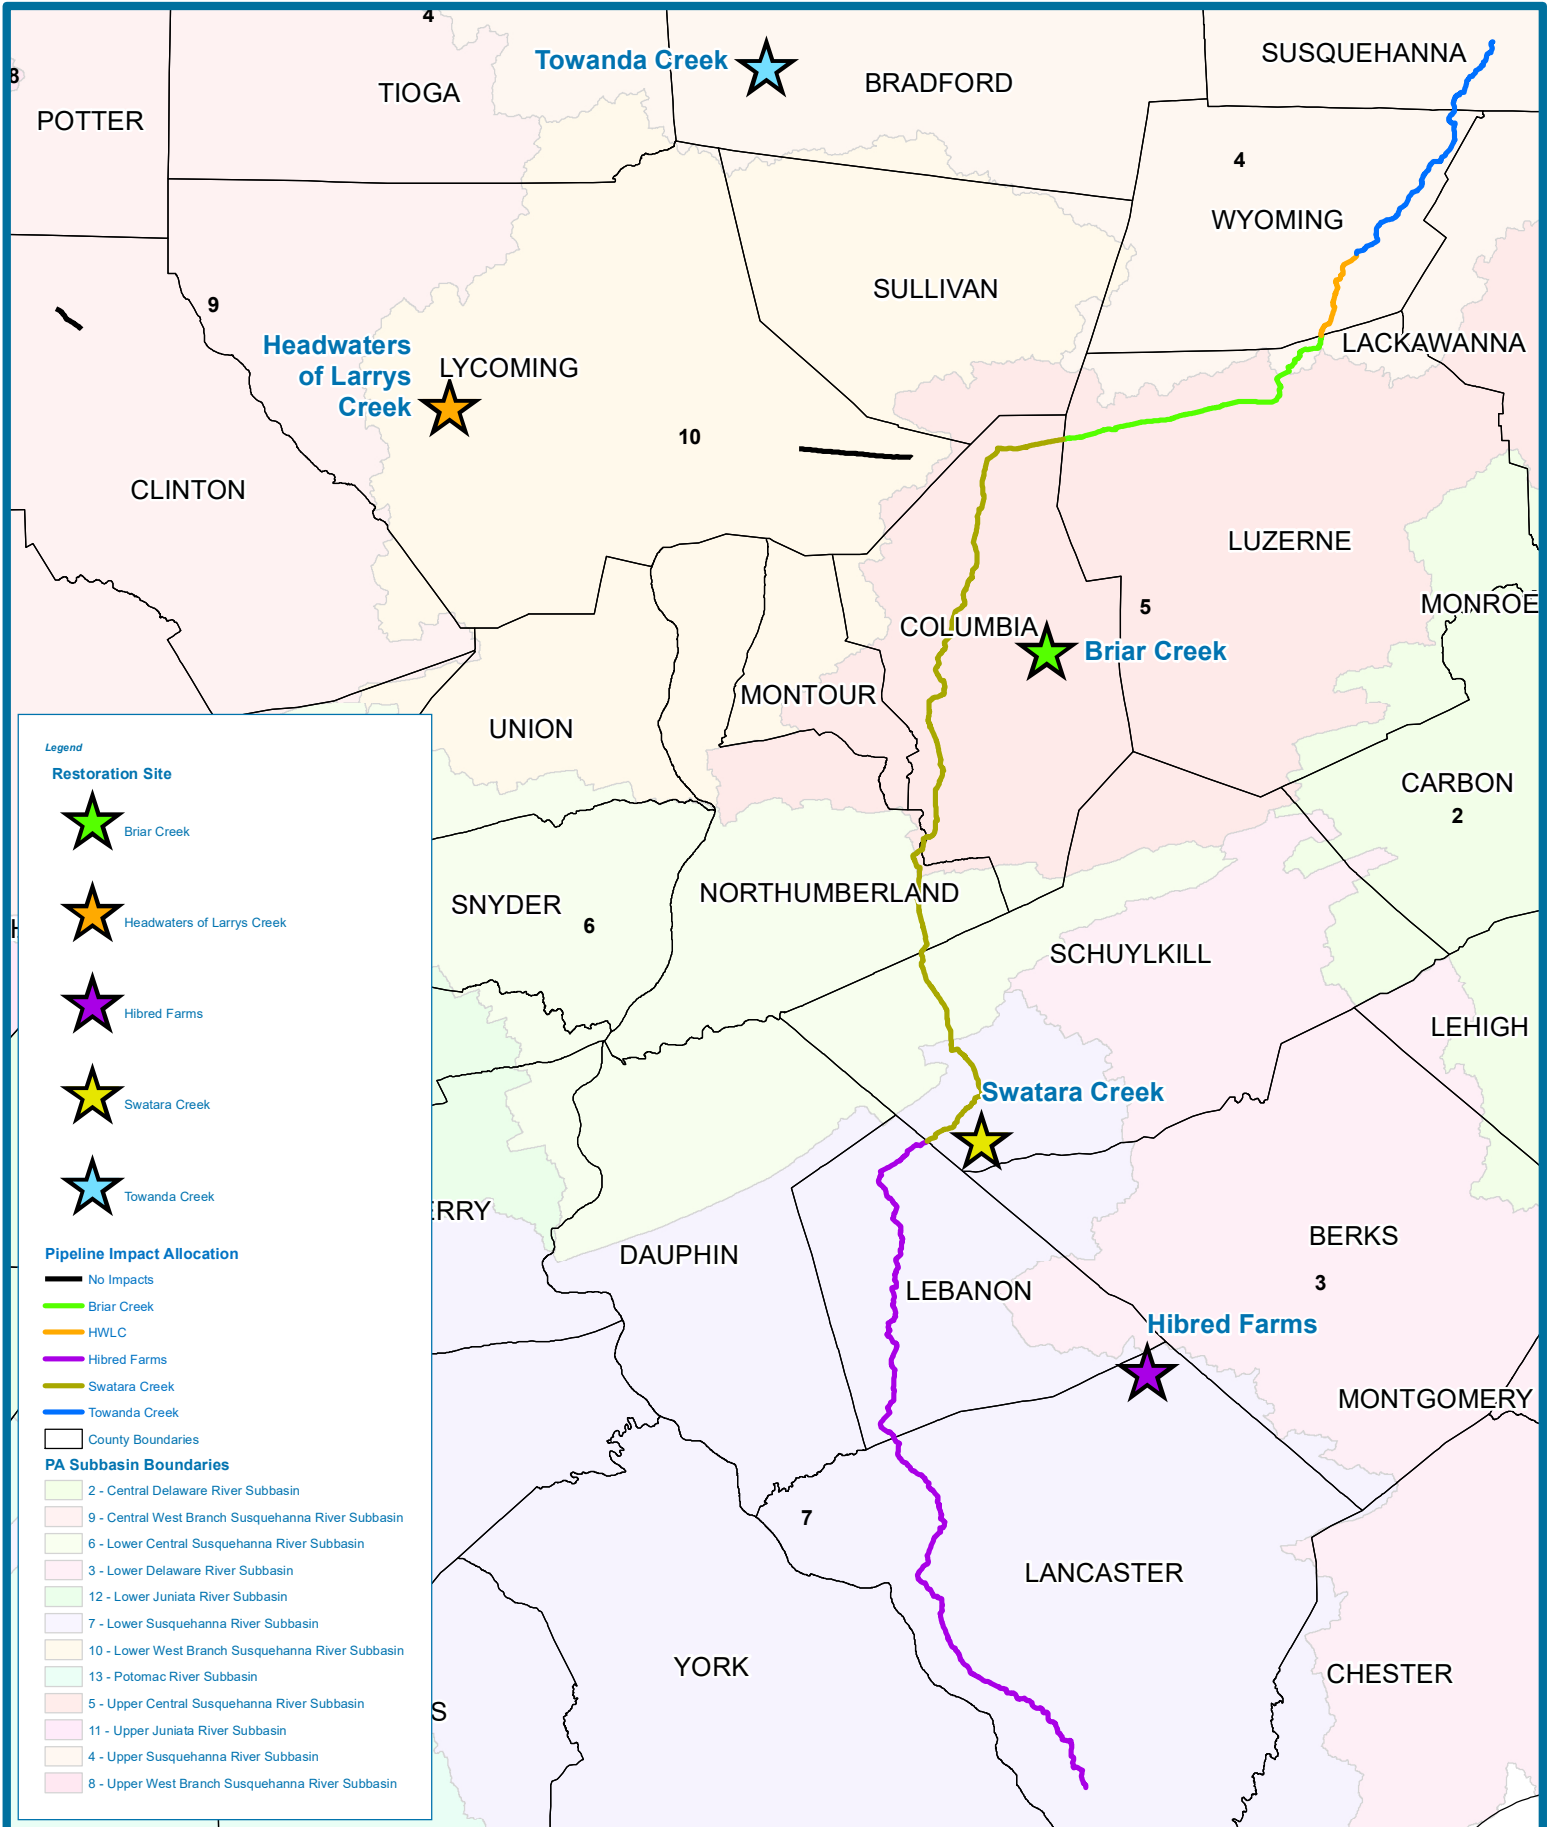 4
Towanda Creek
SUSQUEHANNA
8
TIOGA
BRADFORD
POTTER
4
WYOMING
SULLIVAN
9
Headwaters
of Larrys
Creek
LYCOMING
LACKAWANNA
10
CLINTON
LUZERNE
MONROE
5
COLUMBIA
Briar Creek
MONTOUR
UNION
CARBON
2
NORTHUMBERLAND
SNYDER
6
SCHUYLKILL
LEHIGH
Swatara Creek
ERRY
DAUPHIN
BERKS
LEBANON
3
Hibred Farms
MONTGOMERY
7
LANCASTER
YORK
CHESTER
S
H
Legend
Restoration Site
Briar Creek
Headwaters of Larrys Creek
Hibred Farms
Swatara Creek
Towanda Creek
Pipeline Impact Allocation
No Impacts
Briar Creek
HWLC
Hibred Farms
Swatara Creek
Towanda Creek
County Boundaries
PA Subbasin Boundaries
2 - Central Delaware River Subbasin
9 - Central West Branch Susquehanna River Subbasin
6 - Lower Central Susquehanna River Subbasin
3 - Lower Delaware River Subbasin
12 - Lower Juniata River Subbasin
7 - Lower Susquehanna River Subbasin
10 - Lower West Branch Susquehanna River Subbasin
13 - Potomac River Subbasin
5 - Upper Central Susquehanna River Subbasin
11 - Upper Juniata River Subbasin
4 - Upper Susquehanna River Subbasin
8 - Upper West Branch Susquehanna River Subbasin